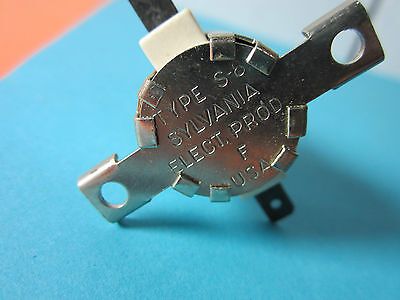 TYPE S-6
SYLVANIA
ELECT. PROD
F
USA